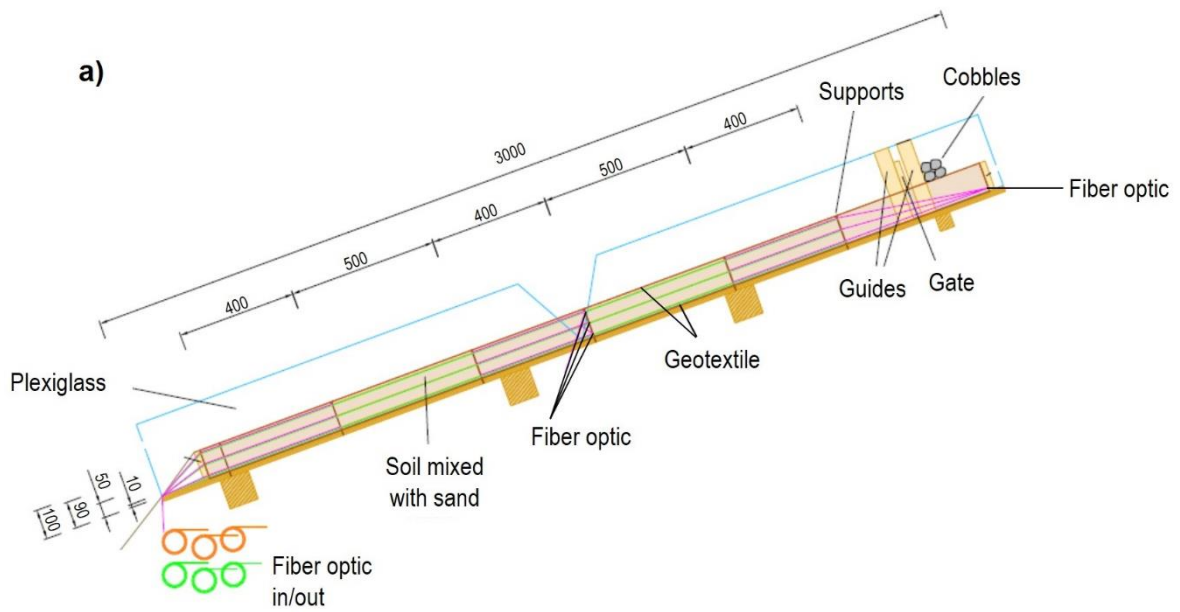 a)
3000
400
500
400
500
400
Supports
Cobbles
Fiber optic
Guides
Gate
Geotextile
Plexiglass
Fiber optic
Soil mixed
with sand
10
50
90
100
Fiber optic
in/out